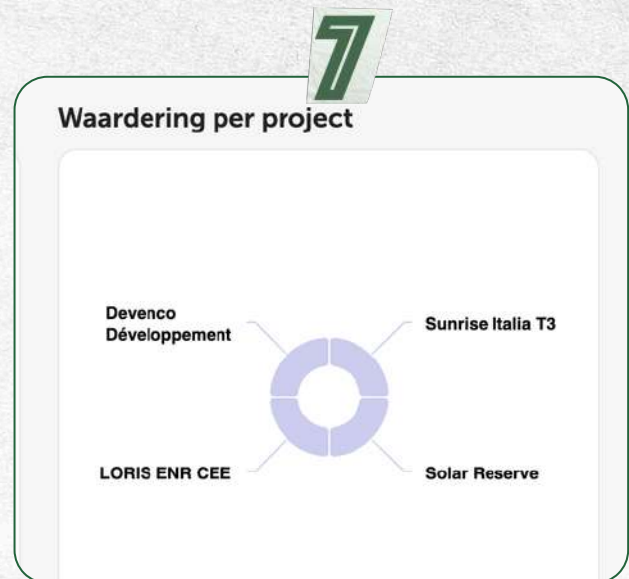 7
Waardering per project
Devenco
Développement
Sunrise Italia T3
LORIS ENR CEE
Solar Reserve